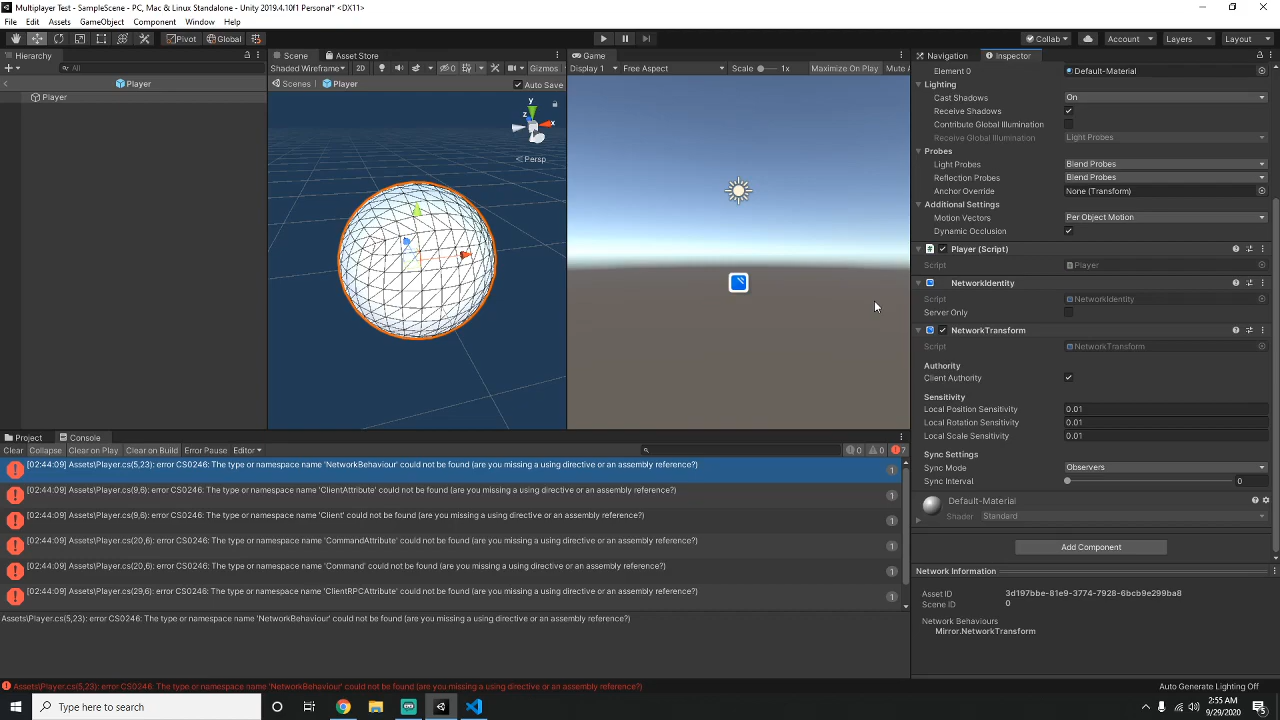 Multiplayer Test - SampleScene - PC, Mac & Linux Standalone - Unity 2019.4.10f1 Personal* <DX11>
File Edit Assets GameObject Component Window Help
Pivot Global Collab Account Layers Layout
Hierarchy Scene Asset Store Game Navigation Inspector
All Shaded Wireframe 2D 0 Gizmos Display 1 Free Aspect Scale 1x Maximize On Play Mute A
Player Scenes Player Auto Save
Player
y
z x
Persp
Element 0 Default-Material
Lighting
Cast Shadows On
Receive Shadows
Contribute Global Illumination
Receive Global Illumination Light Probes
Probes
Light Probes Blend Probes
Reflection Probes Blend Probes
Anchor Override None (Transform)
Additional Settings
Motion Vectors Per Object Motion
Dynamic Occlusion
# Player (Script)
Script Player
NetworkIdentity
Script NetworkIdentity
Server Only
NetworkTransform
Script NetworkTransform
Authority
Client Authority
Sensitivity
Local Position Sensitivity 0.01
Local Rotation Sensitivity 0.01
Local Scale Sensitivity 0.01
Sync Settings
Sync Mode Observers
Sync Interval 0
Default-Material
Shader Standard
Add Component
Network Information
Asset ID 3d197bbe-81e9-3774-7928-6bcb9e299ba8
Scene ID 0
Network Behaviours
Mirror.NetworkTransform
Project Console
Clear Collapse Clear on Play Clear on Build Error Pause Editor 0 0 7
[02:44:09] Assets\Player.cs(5,23): error CS0246: The type or namespace name 'NetworkBehaviour' could not be found (are you missing a using directive or an assembly reference?) 1
[02:44:09] Assets\Player.cs(9,6): error CS0246: The type or namespace name 'ClientAttribute' could not be found (are you missing a using directive or an assembly reference?) 1
[02:44:09] Assets\Player.cs(9,6): error CS0246: The type or namespace name 'Client' could not be found (are you missing a using directive or an assembly reference?) 1
[02:44:09] Assets\Player.cs(20,6): error CS0246: The type or namespace name 'CommandAttribute' could not be found (are you missing a using directive or an assembly reference?) 1
[02:44:09] Assets\Player.cs(20,6): error CS0246: The type or namespace name 'Command' could not be found (are you missing a using directive or an assembly reference?) 1
[02:44:09] Assets\Player.cs(29,6): error CS0246: The type or namespace name 'ClientRPCAttribute' could not be found (are you missing a using directive or an assembly reference?) 1
Assets\Player.cs(5,23): error CS0246: The type or namespace name 'NetworkBehaviour' could not be found (are you missing a using directive or an assembly reference?)
Assets\Player.cs(5,23): error CS0246: The type or namespace name 'NetworkBehaviour' could not be found (are you missing a using directive or an assembly reference?)
Auto Generate Lighting Off
Type here to search
2:55 AM
9/29/2020